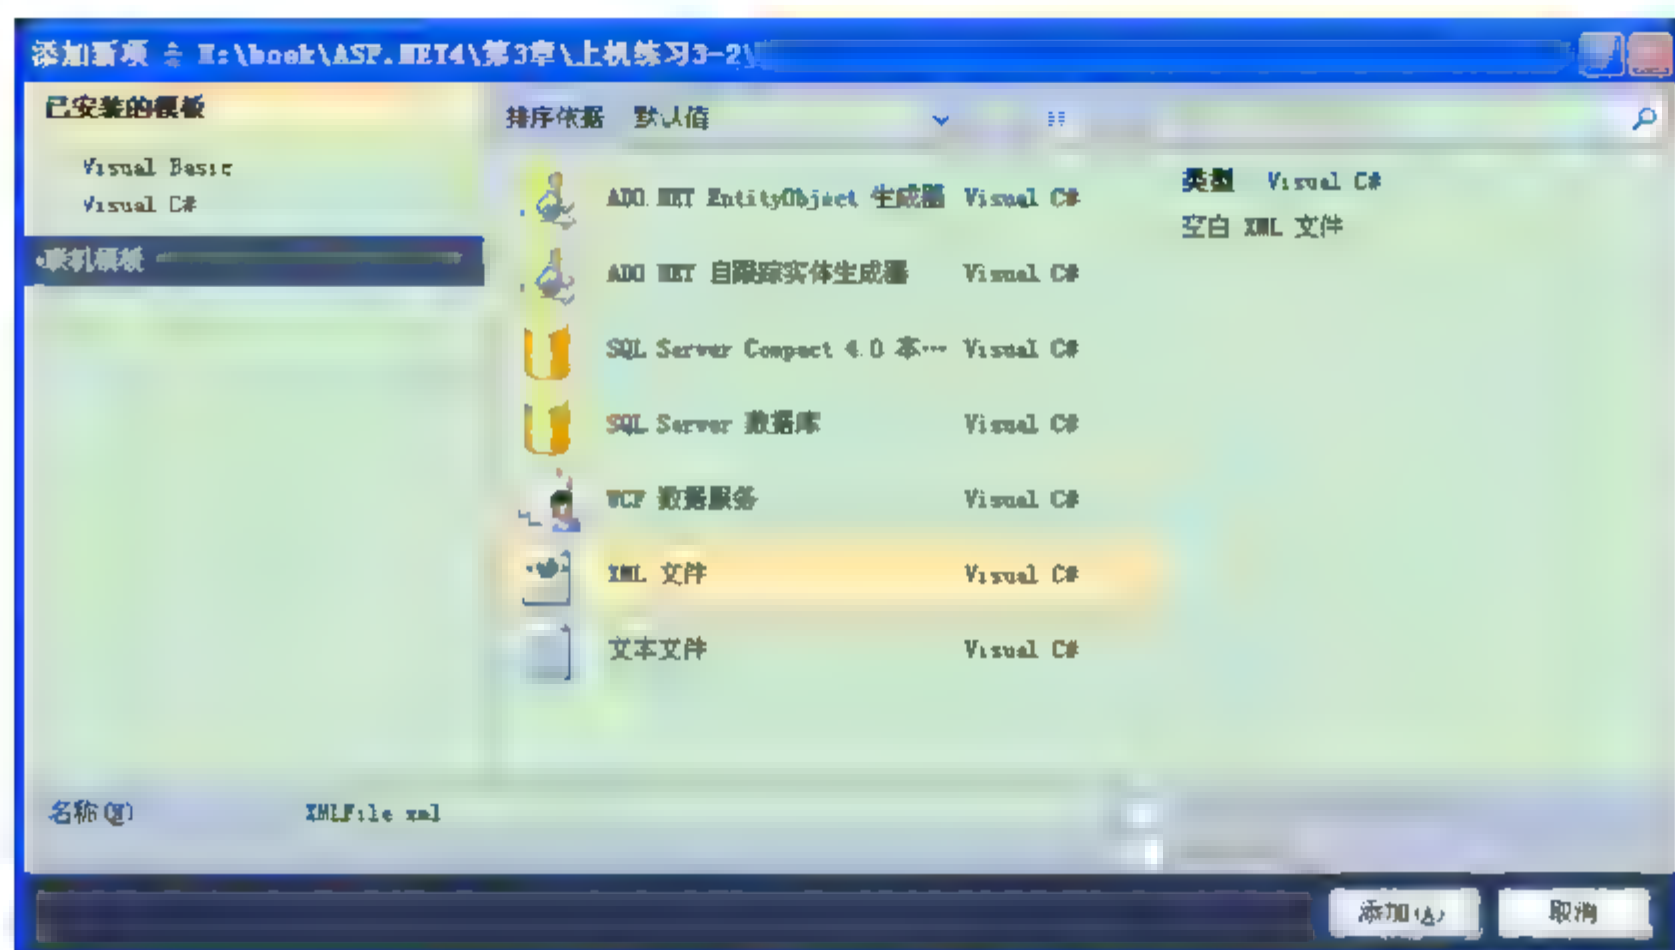 添加新项 - H:\book\ASP.NET4\第3章\上机练习3-2\
已安装的模板
Visual Basic
Visual C#
联机模板
排序依据 默认值
ADO.NET EntityObject 生成器 Visual C#
ADO.NET 自跟踪实体生成器 Visual C#
SQL Server Compact 4.0 本… Visual C#
SQL Server 数据库 Visual C#
WCF 数据服务 Visual C#
XML 文件 Visual C#
文本文件 Visual C#
类型 Visual C#
空白 XML 文件
名称(N) XMLFile.xml
添加(A) 取消